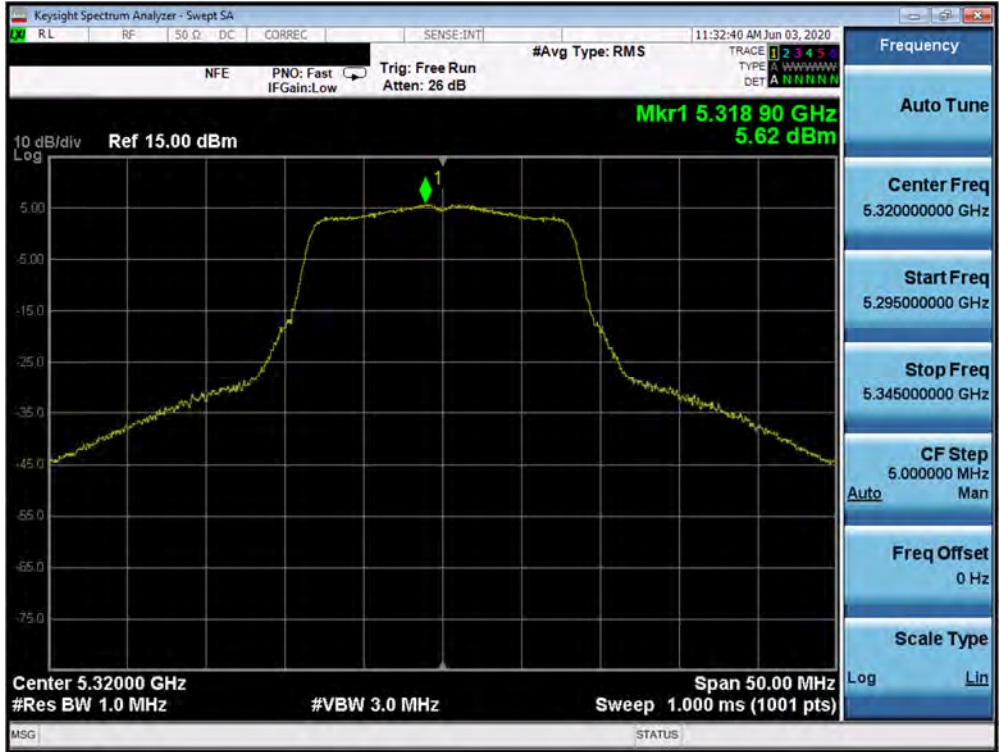 Keysight Spectrum Analyzer - Swept SA
LXI RL RF 50 Ω DC CORREC SENSE:INT 11:32:40 AM Jun 03, 2020
NFE PNO: Fast Trig: Free Run #Avg Type: RMS TRACE 1 2 3 4 5 6
IFGain:Low Atten: 26 dB TYPE A WWWWW
DET A N N N N N
Mkr1 5.318 90 GHz
5.62 dBm
10 dB/div Ref 15.00 dBm
Log
1
5.00
-5.00
-15.0
-25.0
-35.0
-45.0
-55.0
-65.0
-75.0
Center 5.32000 GHz Span 50.00 MHz
#Res BW 1.0 MHz #VBW 3.0 MHz Sweep 1.000 ms (1001 pts)
MSG STATUS
Frequency
Auto Tune
Center Freq
5.320000000 GHz
Start Freq
5.295000000 GHz
Stop Freq
5.345000000 GHz
CF Step
5.000000 MHz
Auto Man
Freq Offset
0 Hz
Scale Type
Log Lin